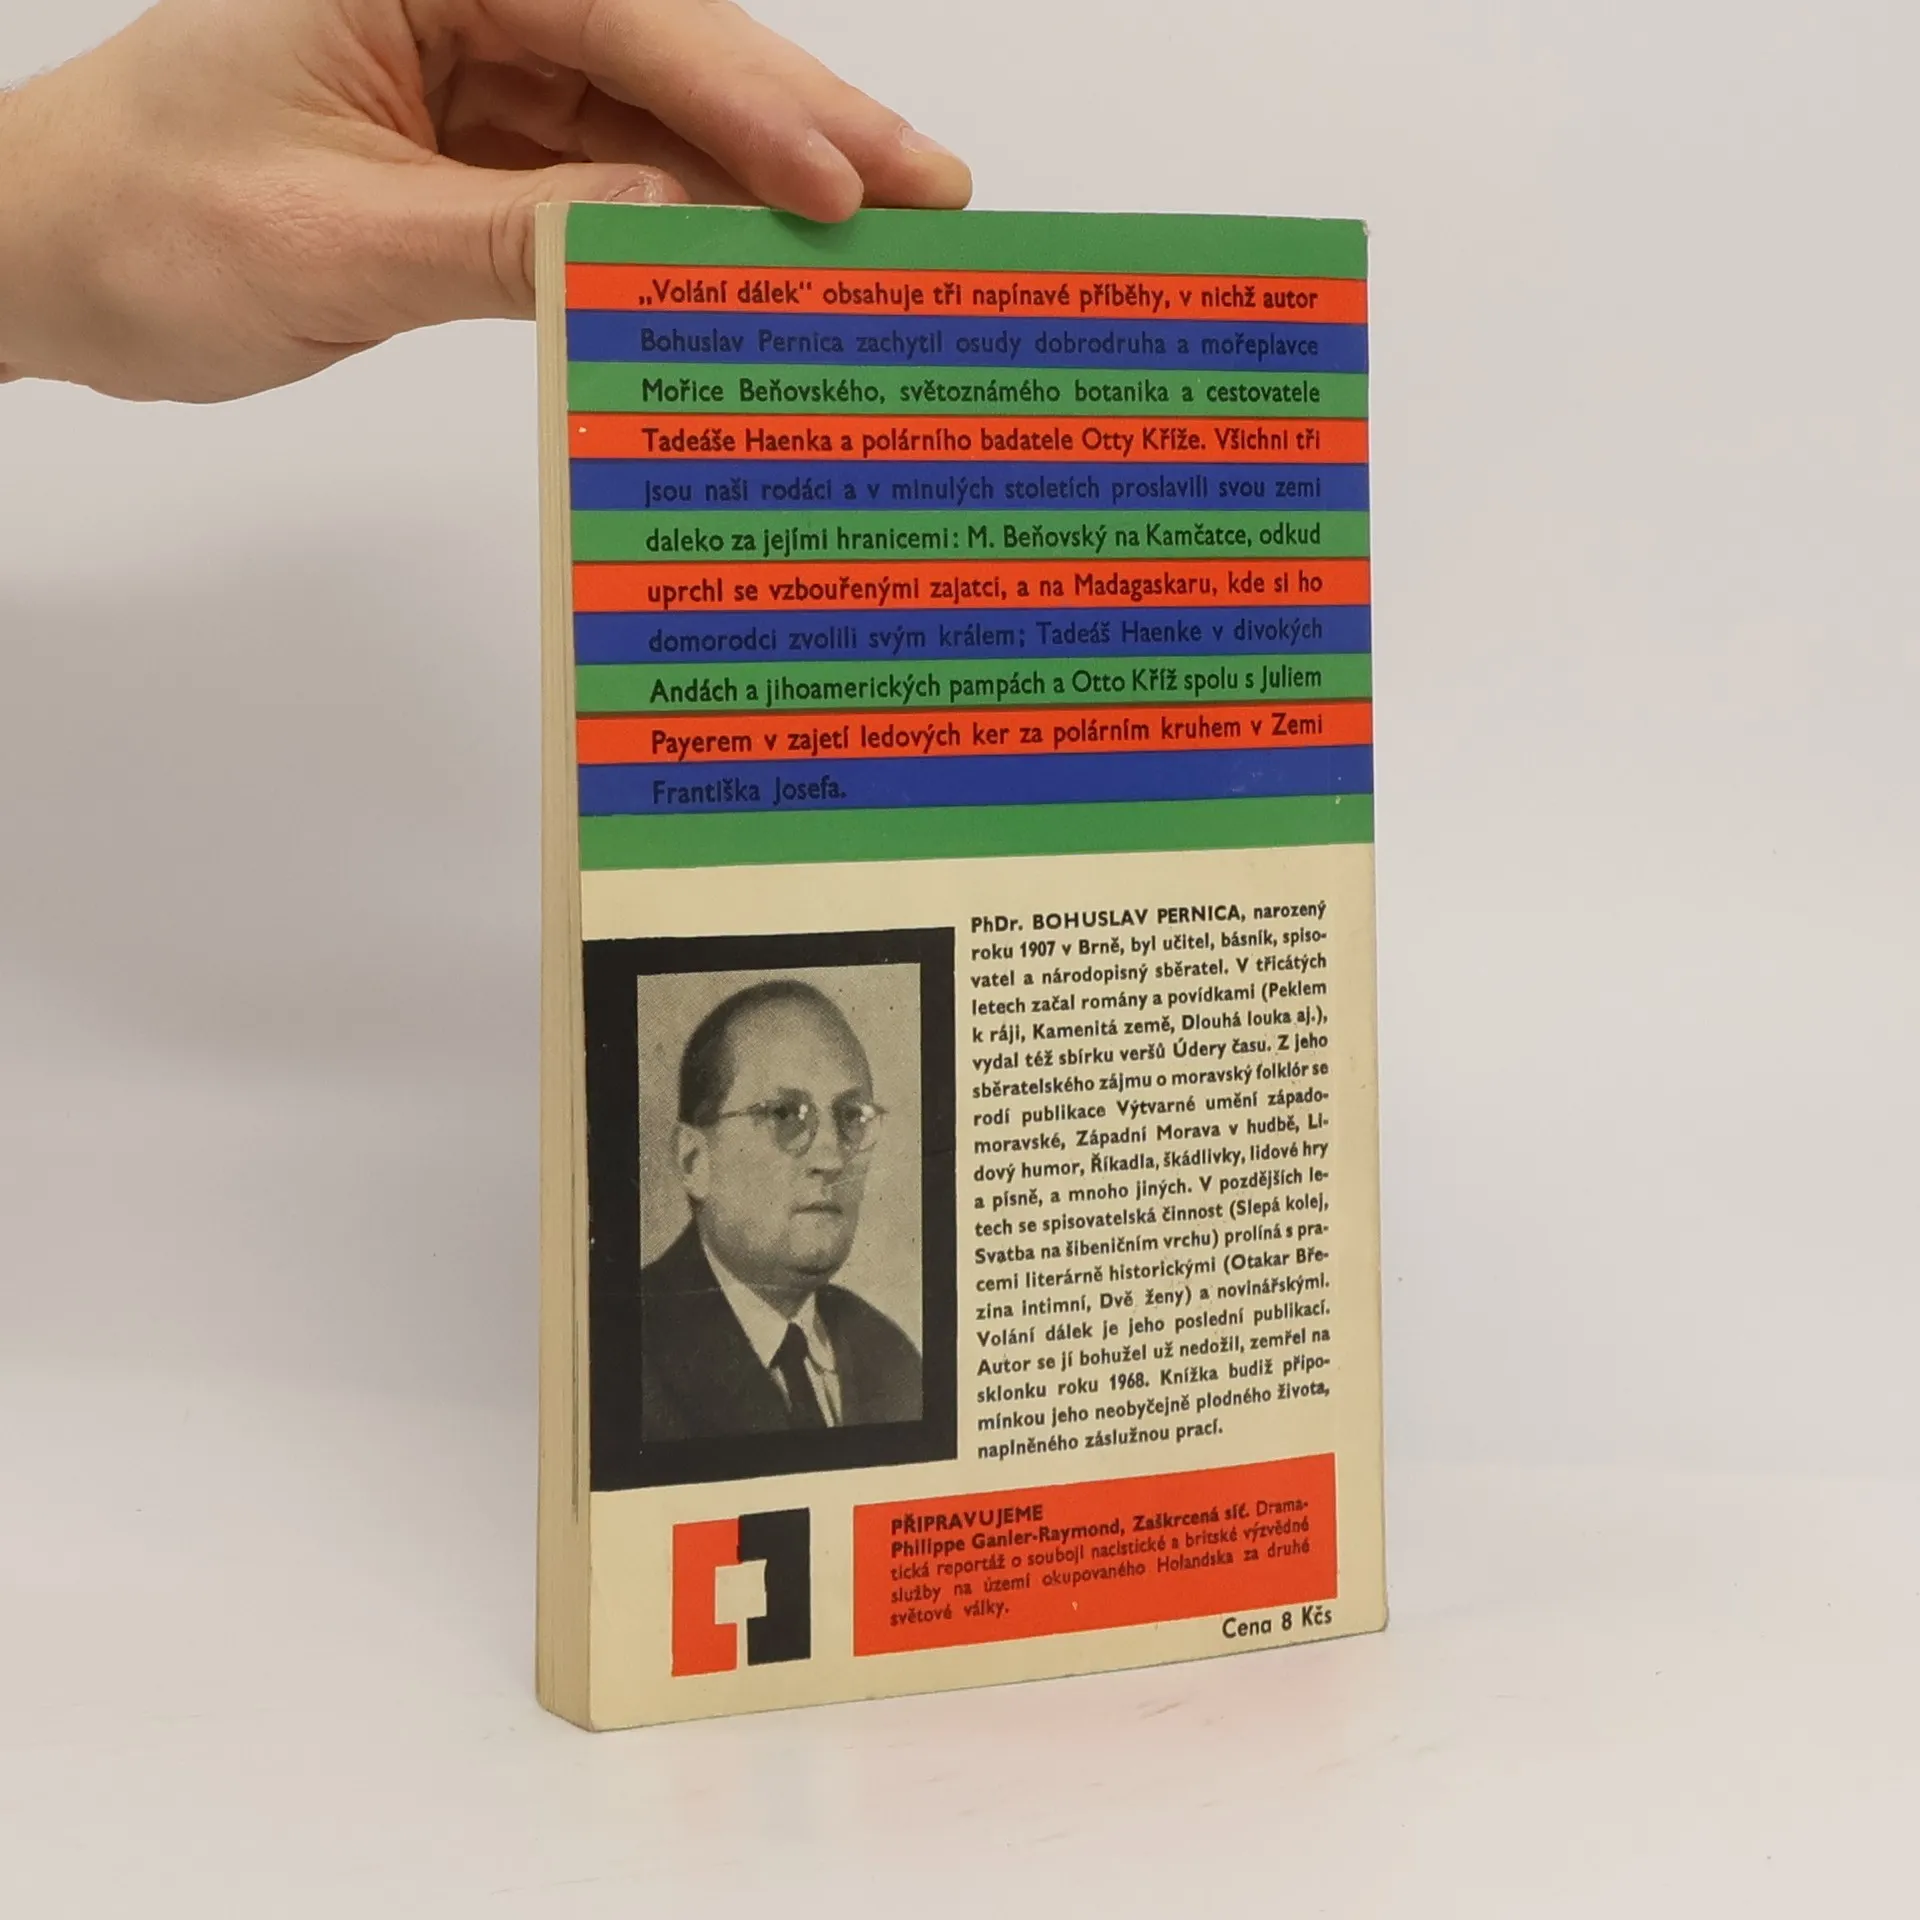 „Volání dálek“ obsahuje tři napínavé příběhy, v nichž autor
Bohuslav Pernica zachytil osudy dobrodruha a mořeplavce
Mořice Beňovského, světoznámého botanika a cestovatele
Tadeáše Haenka a polárního badatele Otty Kříže. Všichni tři
jsou naši rodáci a v minulých stoletích proslavili svou zemi
daleko za jejími hranicemi: M. Beňovský na Kamčatce, odkud
uprchl se vzbouřenými zajatci, a na Madagaskaru, kde si ho
domorodci zvolili svým králem; Tadeáš Haenke v divokých
Andách a jihoamerických pampách a Otto Kříž spolu s Juliem
Payerem v zajetí ledových ker za polárním kruhem v Zemi
Františka Josefa.
PhDr. BOHUSLAV PERNICA, narozený
roku 1907 v Brně, byl učitel, básník, spiso-
vatel a národopisný sběratel. V třicátých
letech začal romány a povídkami (Peklem
k ráji, Kamenitá země, Dlouhá louka aj.),
vydal též sbírku veršů Údery času. Z jeho
sběratelského zájmu o moravský folklór se
rodí publikace Výtvarné umění západo-
moravské, Západní Morava v hudbě, Li-
dový humor, Říkadla, škádlivky, lidové hry
a písně, a mnoho jiných. V pozdějších le-
tech se spisovatelská činnost (Slepá kolej,
Svatba na šibeničním vrchu) prolíná s pra-
cemi literárně historickými (Otakar Bře-
zina intimní, Dvě ženy) a novinářskými.
Volání dálek je jeho poslední publikací.
Autor se jí bohužel už nedožil, zemřel na
sklonku roku 1968. Knížka budiž připo-
mínkou jeho neobyčejně plodného života,
naplněného záslužnou prací.
PŘIPRAVUJEME
Philippe Ganier-Raymond, Zaškrcená síť. Drama-
tická reportáž o souboji nacistické a britské výzvědné
služby na území okupovaného Holandska za druhé
světové války.
Cena 8 Kčs